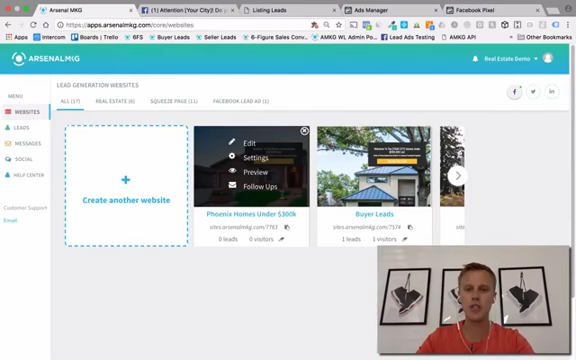 Arsenal MKG
[Attention [Your City]! Do y
Listing Leads
Ads Manager
Facebook Pixel
https://apps.arsenalmkg.com/core/websites
Apps
Intercom
Boards | Trello
6FS
Buyer Leads
Seller Leads
6-Figure Sales Conv...
AMKG WL Admin Po...
Lead Ads Testing
AMKG API
Other Bookmarks
ARSENALMKG
Real Estate Demo
MENU
WEBSITES
LEADS
MESSAGES
SOCIAL
HELP CENTER
Customer Support
Email
LEAD GENERATION WEBSITES
ALL (17)
REAL ESTATE (6)
SQUEEZE PAGE (11)
FACEBOOK LEAD AD (2)
+
Create another website
Edit
Settings
Preview
Follow Ups
Phoenix Homes Under $300k
sites.arsenalmkg.com/7783
0 leads 0 visitors
Buyer Leads
sites.arsenalmkg.com/7574
1 leads 1 visitors